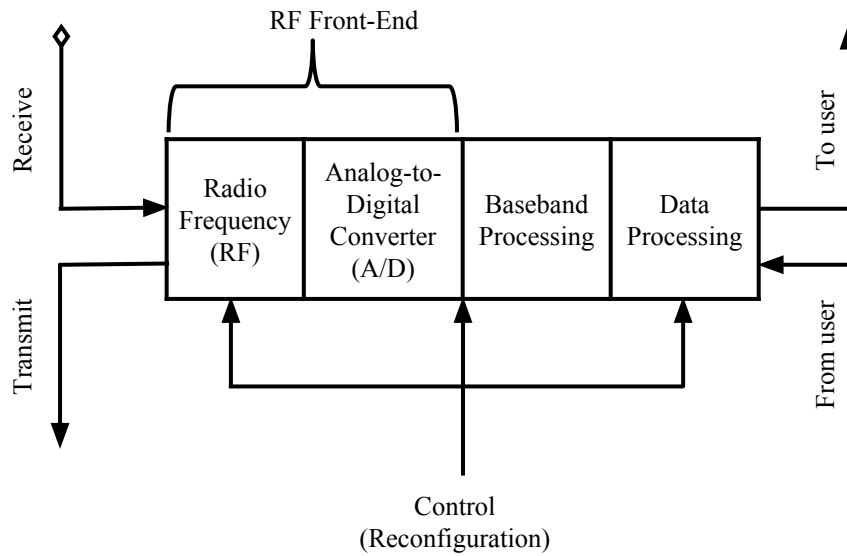 RF Front-End
Receive
To user
Radio
Frequency
(RF)
Analog-to-
Digital
Converter
(A/D)
Baseband
Processing
Data
Processing
Transmit
From user
Control
(Reconfiguration)